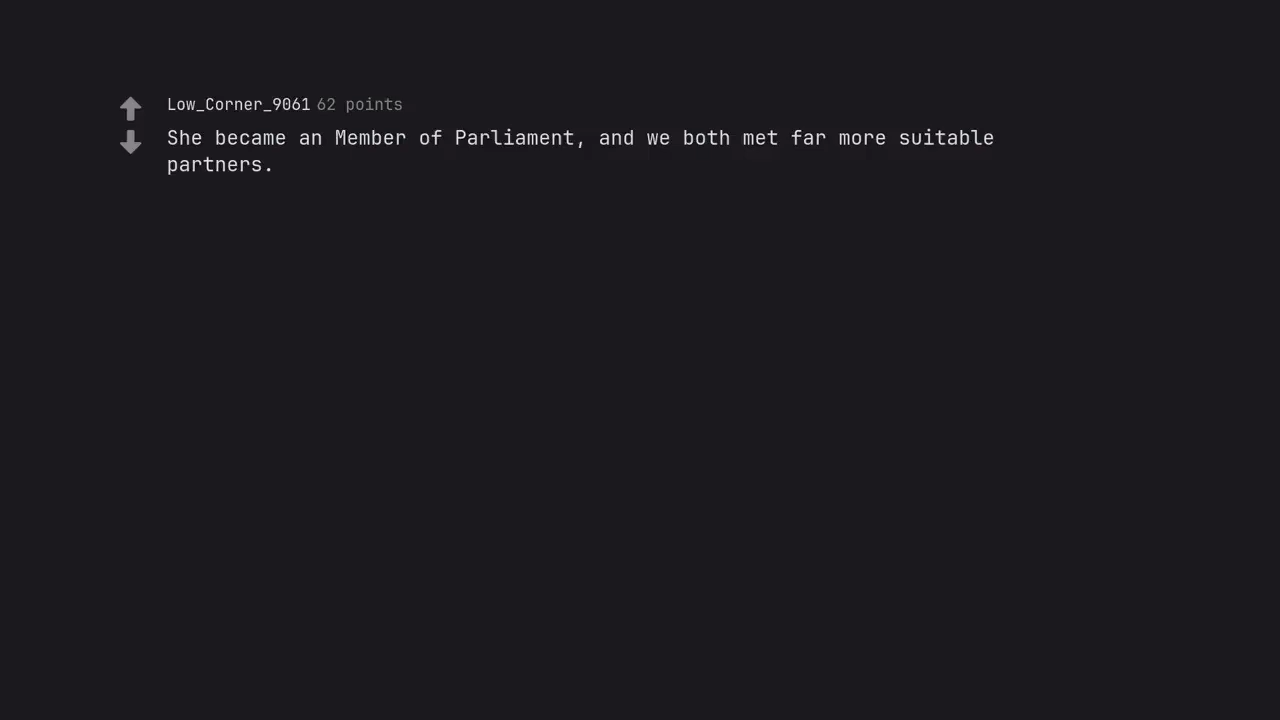 Low_Corner_9061 62 points
She became an Member of Parliament, and we both met far more suitable
partners.